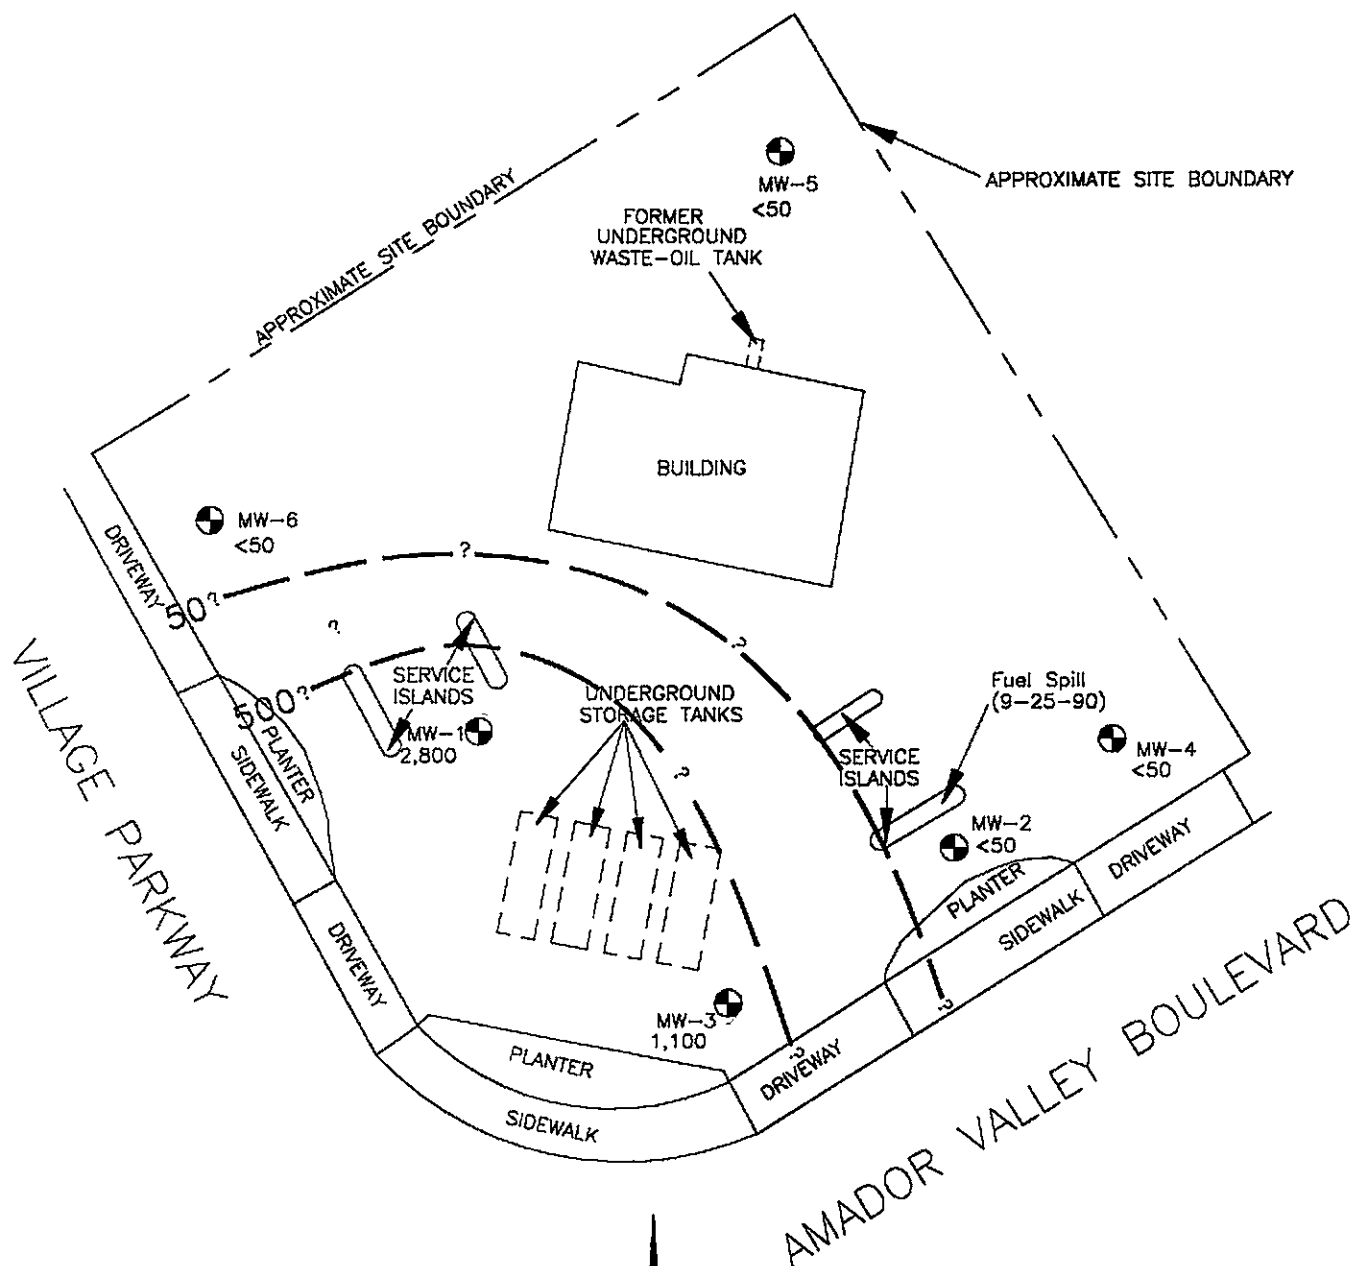 MW-5
<50
APPROXIMATE SITE BOUNDARY
APPROXIMATE SITE BOUNDARY
FORMER
UNDERGROUND
WASTE-OIL TANK
BUILDING
MW-6
<50
DRIVEWAY
?
50?
?
?
SERVICE
ISLANDS
500?
UNDERGROUND
STORAGE TANKS
Fuel Spill
(9-25-90)
MW-1
2,800
MW-4
<50
SERVICE
ISLANDS
?
PLANTER
SIDEWALK
VILLAGE PARKWAY
MW-2
<50
DRIVEWAY
PLANTER
SIDEWALK
DRIVEWAY
MW-3
1,100
?
?
DRIVEWAY
PLANTER
SIDEWALK
AMADOR VALLEY BOULEVARD